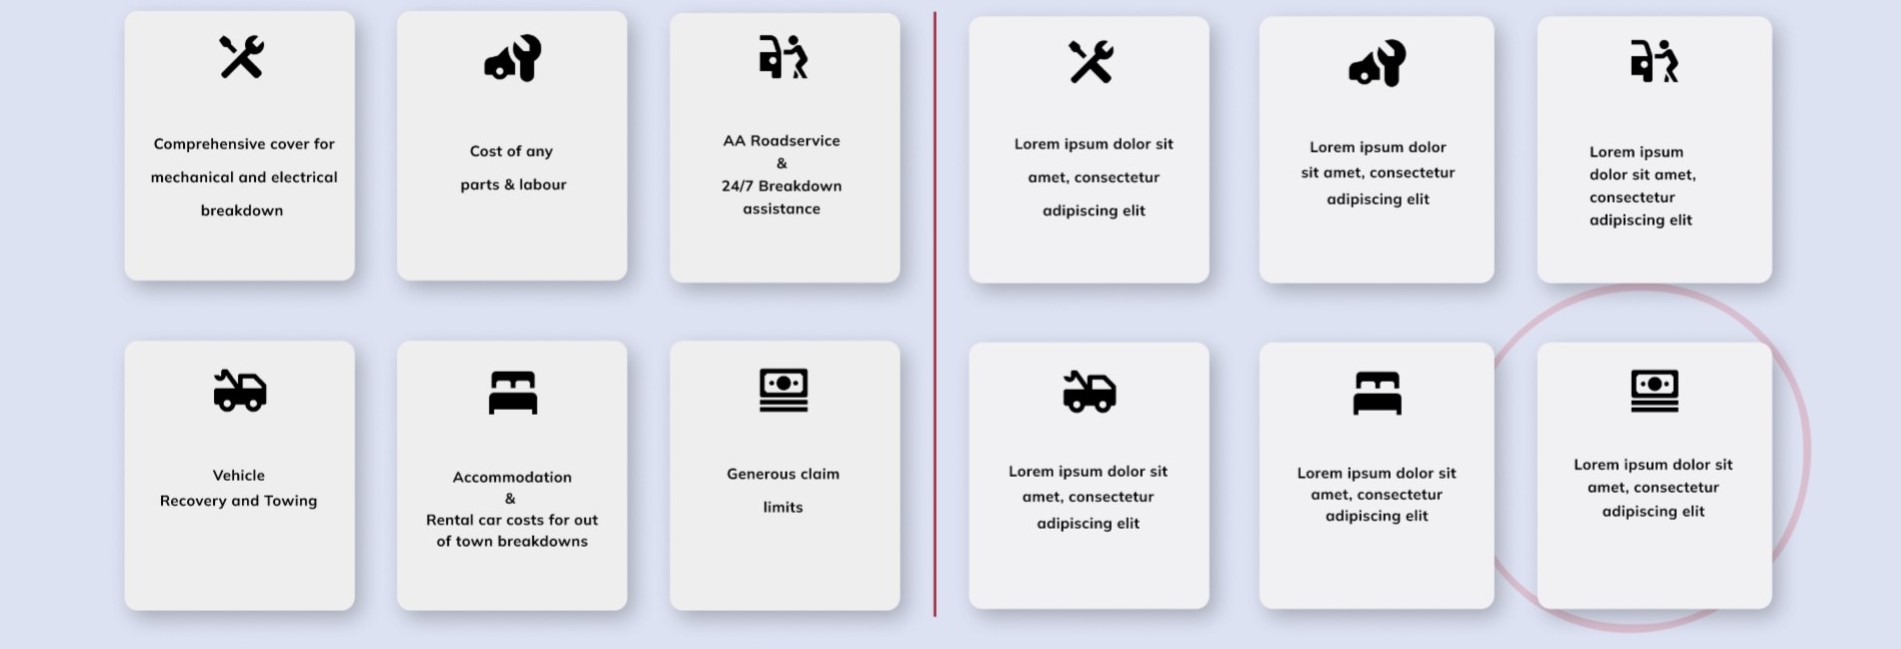 Comprehensive cover for
mechanical and electrical
breakdown
Cost of any
parts & labour
AA Roadservice
&
24/7 Breakdown
assistance
Lorem ipsum dolor sit
amet, consectetur
adipiscing elit
Lorem ipsum dolor
sit amet, consectetur
adipiscing elit
Lorem ipsum
dolor sit amet,
consectetur
adipiscing elit
Vehicle
Recovery and Towing
Accommodation
&
Rental car costs for out
of town breakdowns
Generous claim
limits
Lorem ipsum dolor sit
amet, consectetur
adipiscing elit
Lorem ipsum dolor sit
amet, consectetur
adipiscing elit
Lorem ipsum dolor sit
amet, consectetur
adipiscing elit